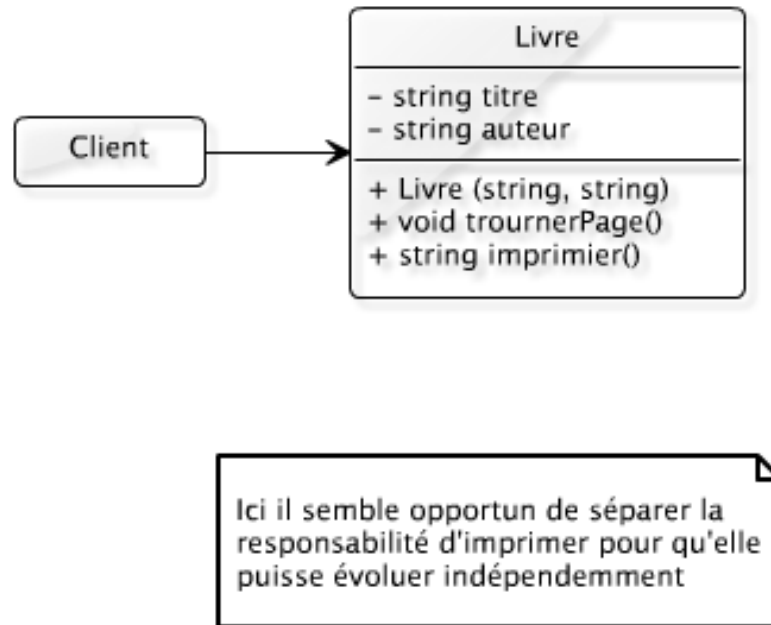 Livre
- string titre
- string auteur
Client
+ Livre (string, string)
+ void trournerPage()
+ string imprimier()
Ici il semble opportun de séparer la
responsabilité d'imprimer pour qu'elle
puisse évoluer indépendemment